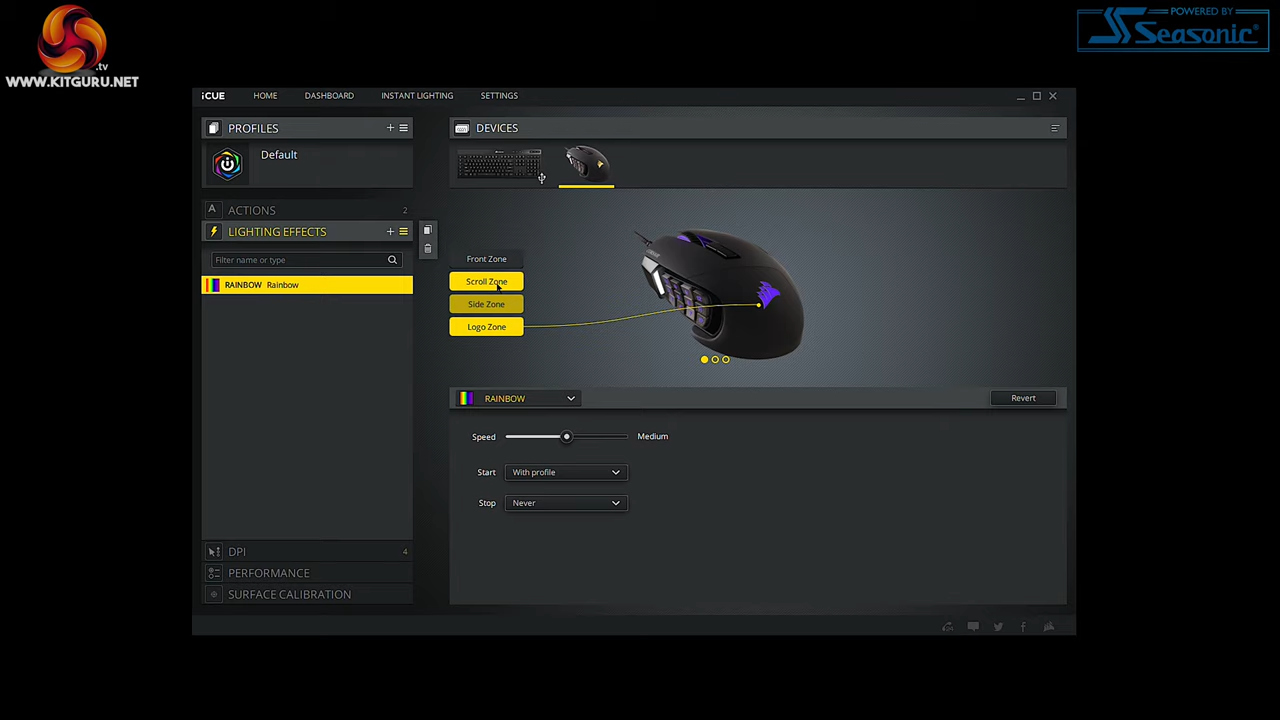 .tv
WWW.KITGURU.NET
POWERED BY
Seasonic
iCUE HOME DASHBOARD INSTANT LIGHTING SETTINGS
PROFILES
Default
ACTIONS 2
LIGHTING EFFECTS
Filter name or type
RAINBOW Rainbow
DPI 4
PERFORMANCE
SURFACE CALIBRATION
DEVICES
Front Zone
Scroll Zone
Side Zone
Logo Zone
RAINBOW
Revert
Speed Medium
Start With profile
Stop Never